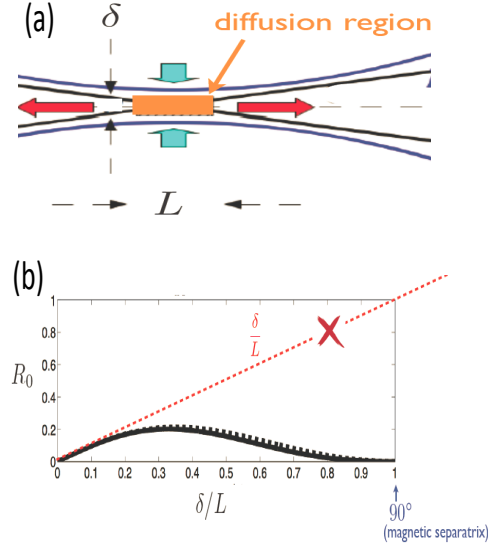 (a)
δ
diffusion region
L
(b)
1
0.8
0.6
0.4
0.2
0
R₀
δ
L
0 0.1 0.2 0.3 0.4 0.5 0.6 0.7 0.8 0.9 1
δ/L
90°
(magnetic separatrix)